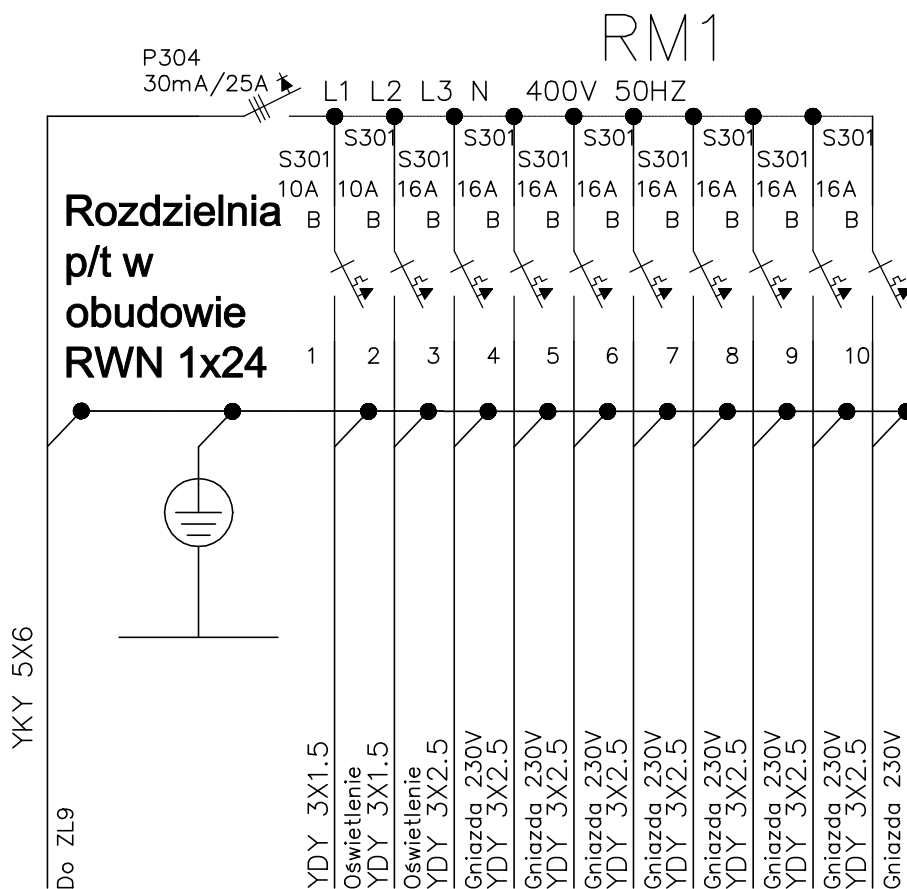 RM1
P304
30mA/25A
L1 L2 L3 N 400V 50HZ
S301 S301 S301 S301 S301
S301 S301 S301 S301 S301
10A 10A 16A 16A 16A 16A 16A 16A 16A 16A
B B B B B B B B B B
Rozdzielnia
p/t w
obudowie
RWN 1x24
1 2 3 4 5 6 7 8 9 10
YKY 5X6
Do ZL9
YDY 3X1.5
Oświetlenie
YDY 3X1.5
Oświetlenie
YDY 3X2.5
Gniazda 230V
YDY 3X2.5
Gniazda 230V
YDY 3X2.5
Gniazda 230V
YDY 3X2.5
Gniazda 230V
YDY 3X2.5
Gniazda 230V
YDY 3X2.5
Gniazda 230V
YDY 3X2.5
Gniazda 230V
YDY 3X2.5
Gniazda 230V